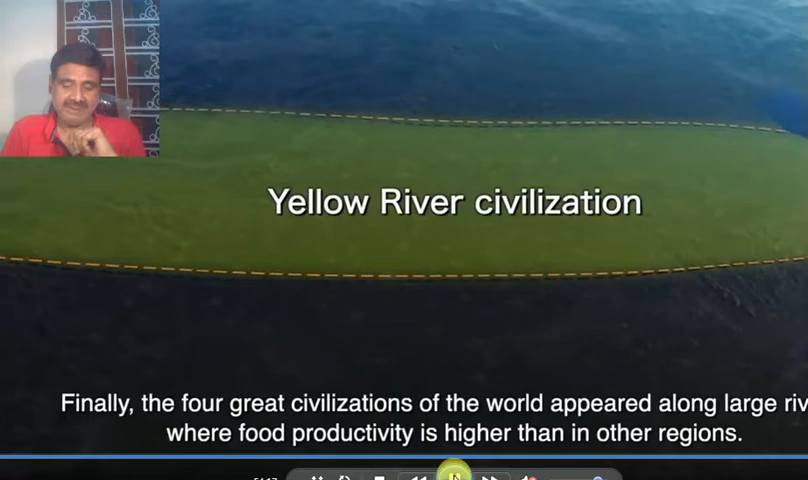 Yellow River civilization
Finally, the four great civilizations of the world appeared along large
where food productivity is higher than in other regions.